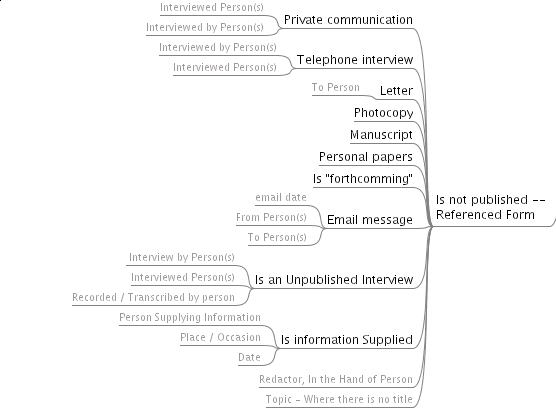 Interviewed Person(s)
Private communication
Interviewed by Person(s)
Interviewed by Person(s)
Telephone interview
Interviewed Person(s)
To Person
Letter
Photocopy
Manuscript
Personal papers
Is "forthcomming"
email date
From Person(s)
Email message
To Person(s)
Is not published --
Referenced Form
Interview by Person(s)
Interviewed Person(s)
Is an Unpublished Interview
Recorded / Transcribed by person
Person Supplying Information
Place / Occasion
Is information Supplied
Date
Redactor, In the Hand of Person
Topic - Where there is no title